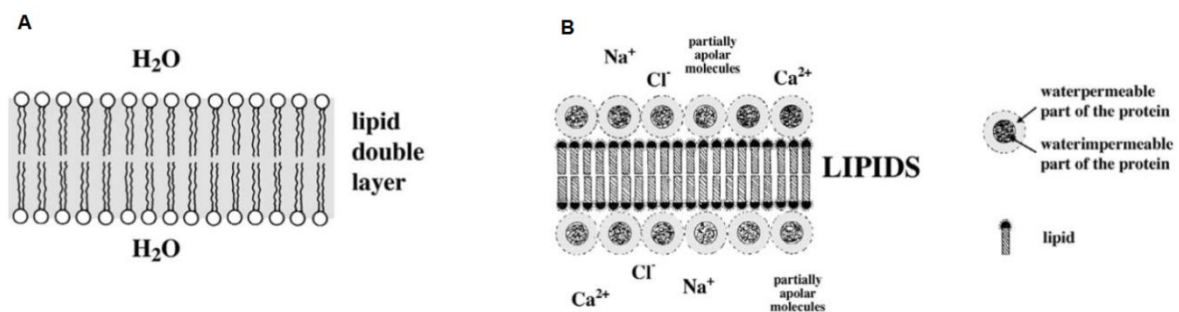 A
H₂O
lipid
double
layer
H₂O
B
Na⁺
Cl⁻
partially
apolar
molecules
Ca²⁺
LIPIDS
Ca²⁺
Cl⁻
Na⁺
partially
apolar
molecules
waterpermeable
part of the protein
waterimpermeable
part of the protein
lipid